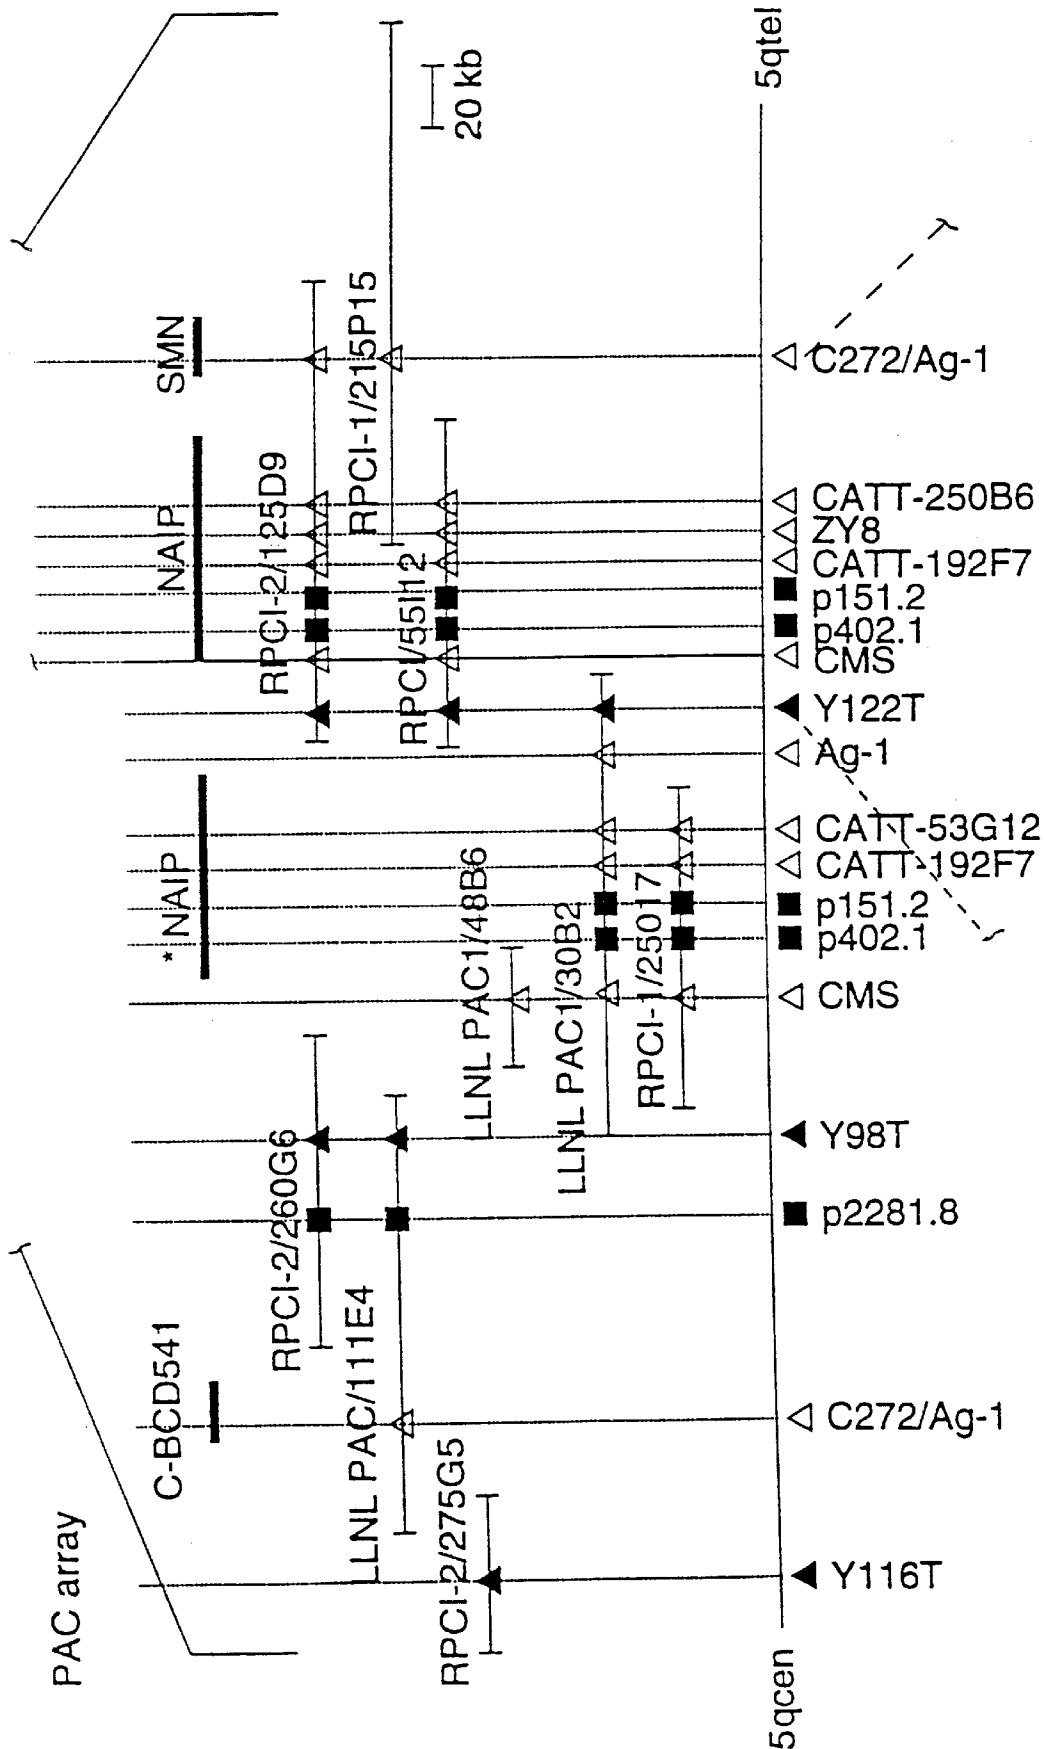 PAC array
C-BCD541
*NAIP
NAIP
SMN
RPCI-2/260G6
RPCI-2/125D9
LLNL PAC/111E4
RPCI-1/215P15
RPCI-2/275G5
LLNL PAC1/48B6
RPCI/55I12
20 kb
LLNL PAC1/30B2
RPCI-1/25017
5qcen
5qtel
Y116T
C272/Ag-1
p2281.8
Y98T
CMS
p402.1
p151.2
CATT-192F7
CATT-53G12
Ag-1
Y122T
CMS
p402.1
p151.2
CATT-192F7
ZY8
CATT-250B6
C272/Ag-1